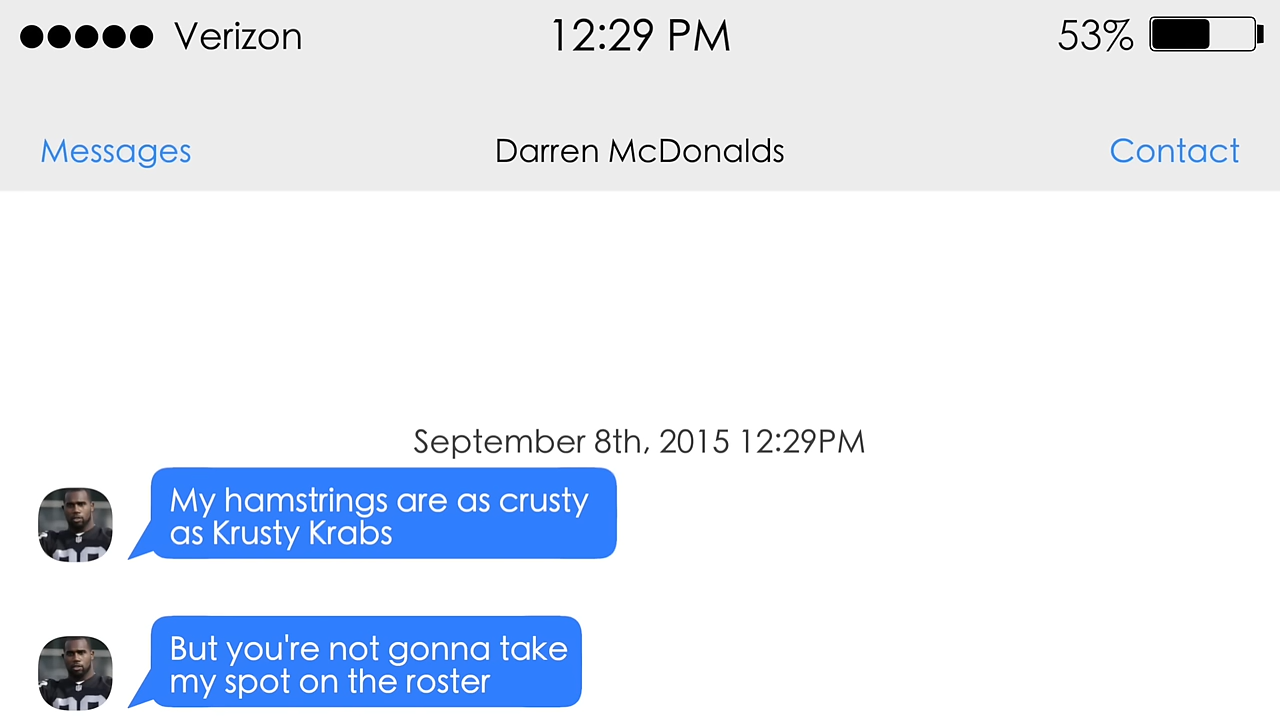 Verizon 12:29 PM 53%
Messages Darren McDonalds Contact
September 8th, 2015 12:29PM
My hamstrings are as crusty
as Krusty Krabs
But you're not gonna take
my spot on the roster